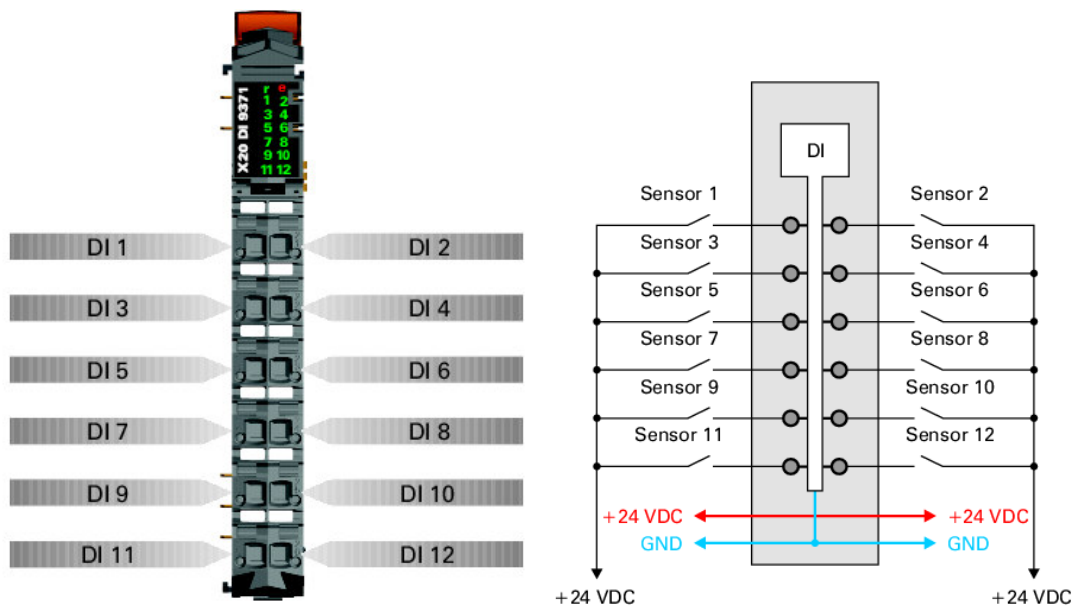 X20 DI 9371
r e
1 2
3 4
5 6
7 8
9 10
11 12
DI 1
DI 2
DI 3
DI 4
DI 5
DI 6
DI 7
DI 8
DI 9
DI 10
DI 11
DI 12
DI
Sensor 1
Sensor 2
Sensor 3
Sensor 4
Sensor 5
Sensor 6
Sensor 7
Sensor 8
Sensor 9
Sensor 10
Sensor 11
Sensor 12
+24 VDC
+24 VDC
GND
GND
+24 VDC
+24 VDC